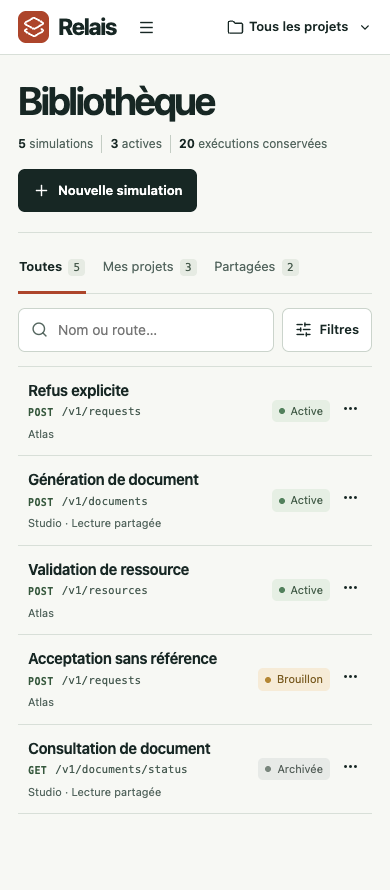 Relais
Tous les projets
Bibliothèque
5 simulations 3 actives 20 exécutions conservées
Nouvelle simulation
Toutes 5 Mes projets 3 Partagées 2
Nom ou route...
Filtres
Refus explicite
POST /v1/requests
Active
Atlas
Génération de document
POST /v1/documents
Active
Studio · Lecture partagée
Validation de ressource
POST /v1/resources
Active
Atlas
Acceptation sans référence
POST /v1/requests
Brouillon
Atlas
Consultation de document
GET /v1/documents/status
Archivée
Studio · Lecture partagée